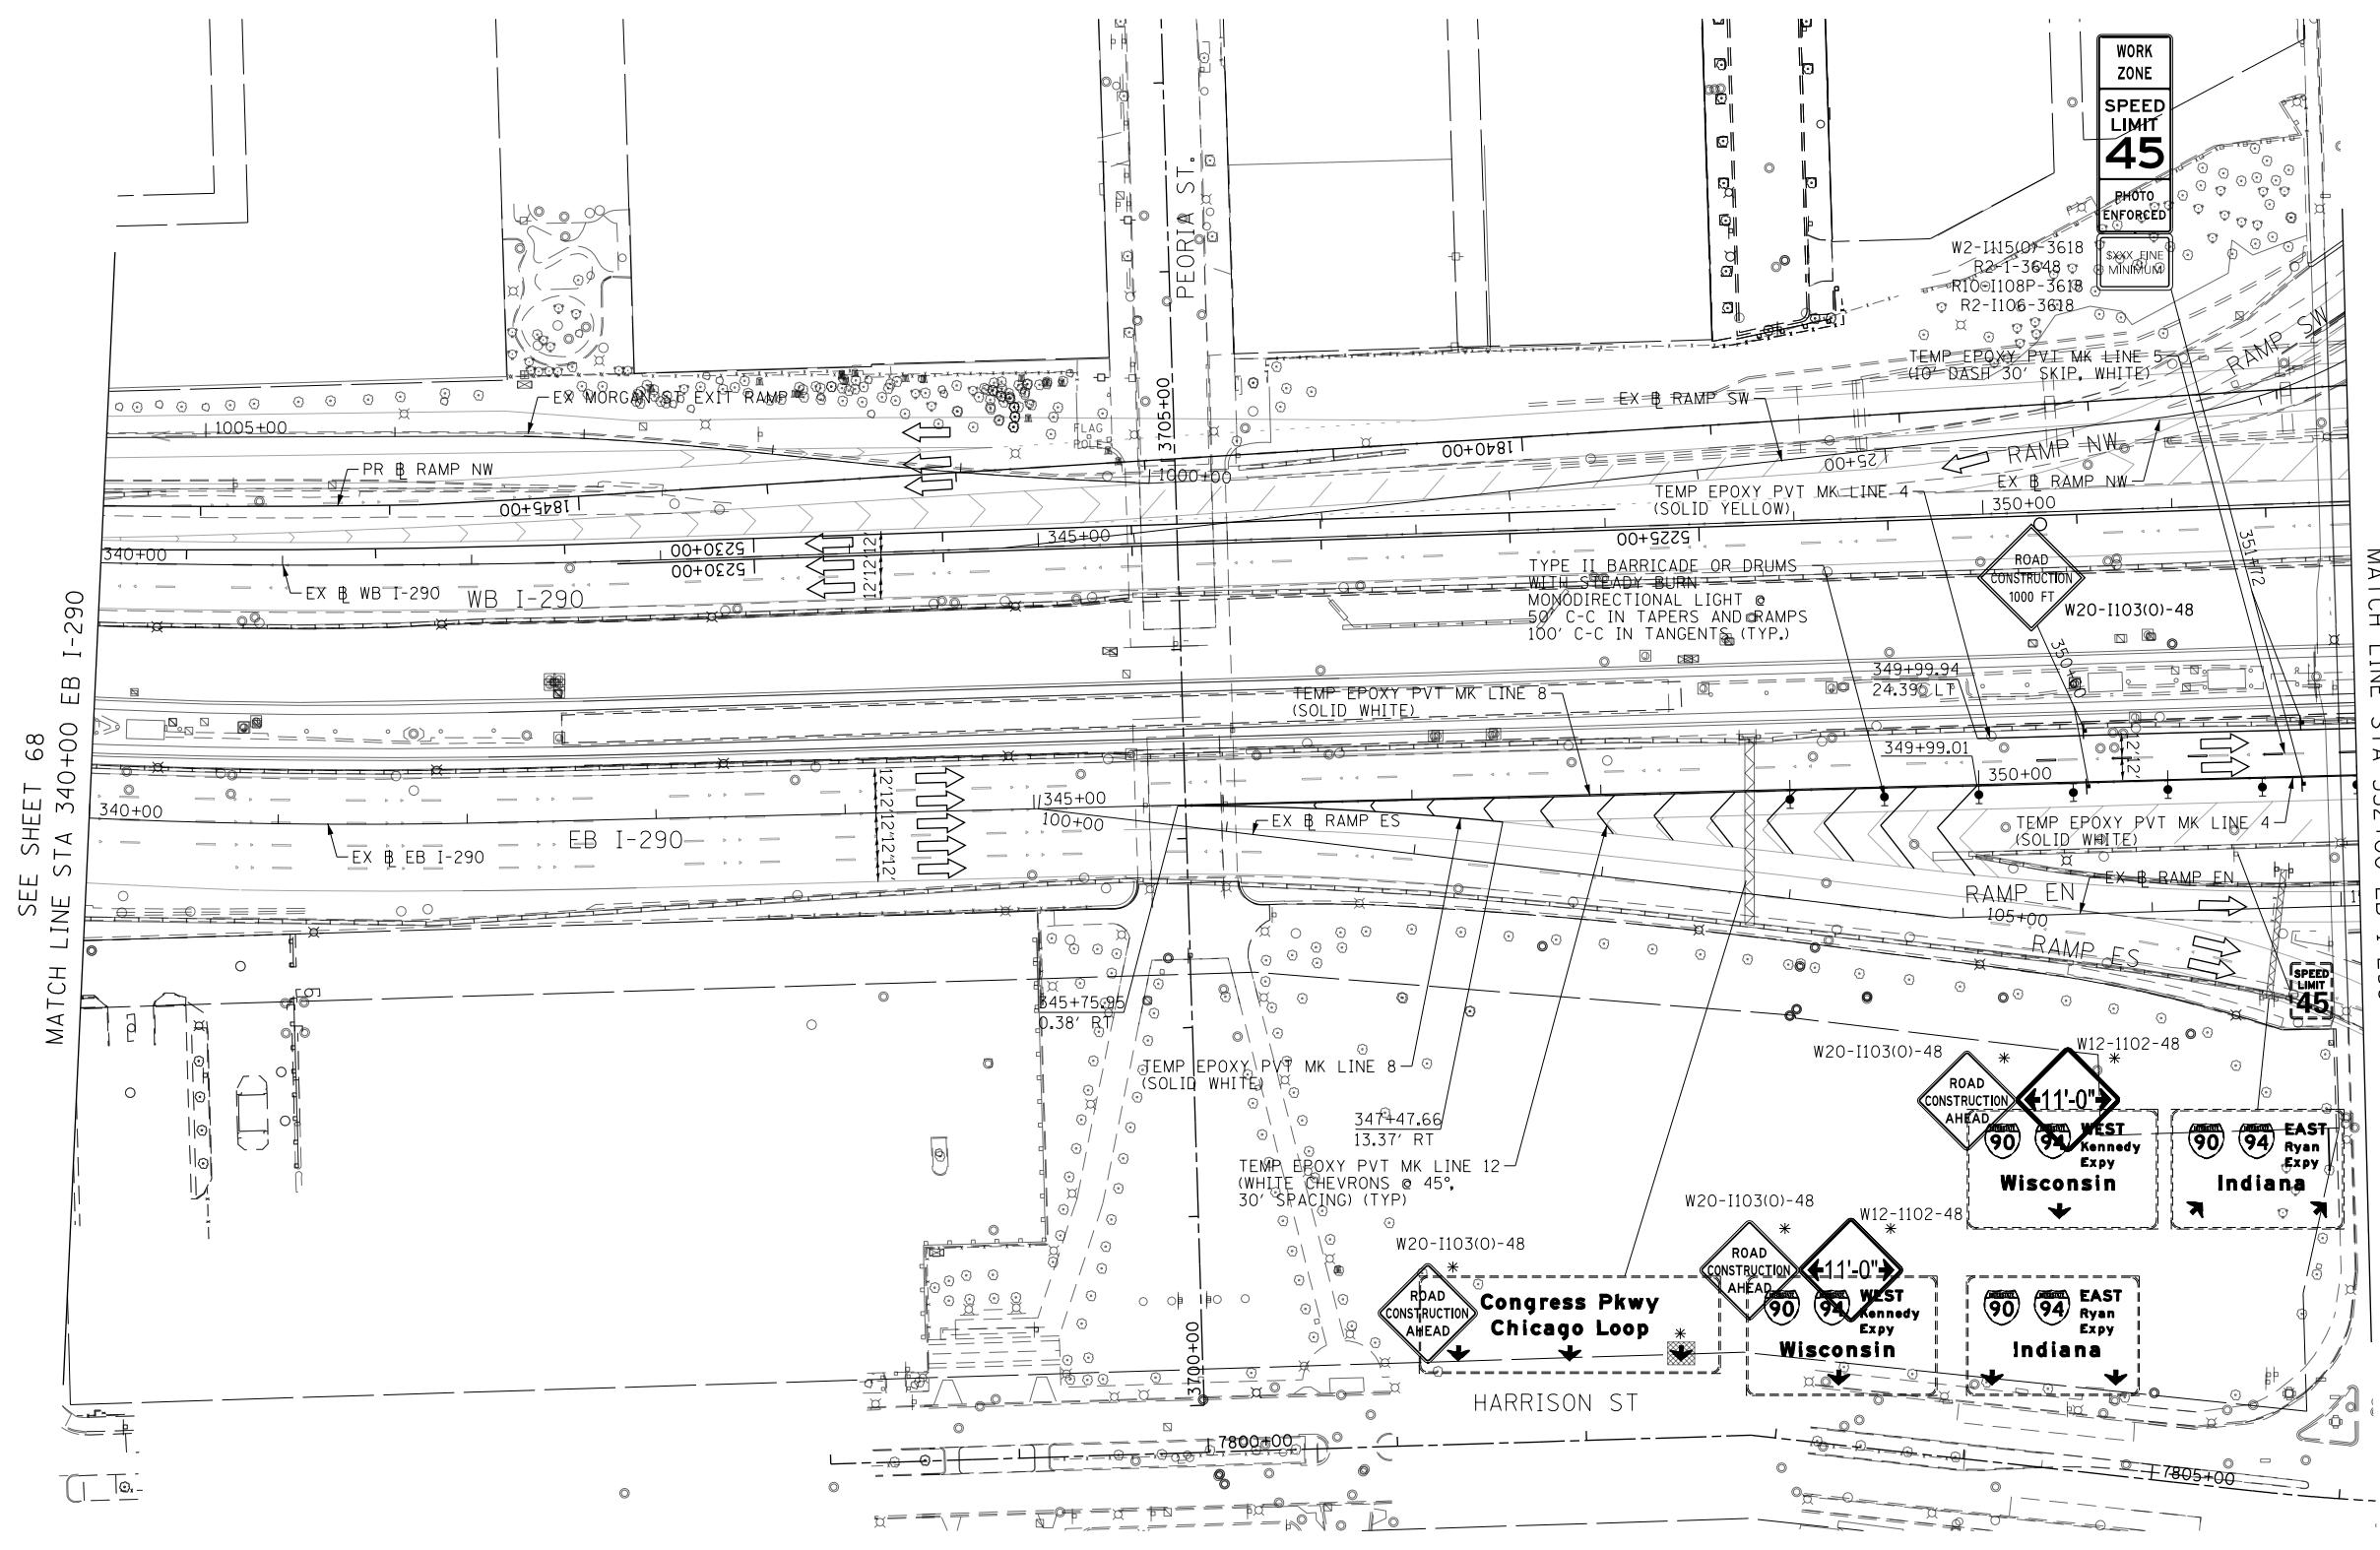 WORK
ZONE
SPEED
LIMIT
45
PHOTO
ENFORCED
$XXX FINE
MINIMUM
W2-I115(O)-3618
R2-1-3648
R10-I108P-3618
R2-I106-3618
PEORIA ST.
TEMP EPOXY PVT MK LINE 5
(10' DASH 30' SKIP, WHITE)
RAMP SW
EX MORGAN ST EXIT RAMP
EX ⅊ RAMP SW
1005+00
FLAG
POLE
3705+00
1840+00
25+00
RAMP NW
PR ⅊ RAMP NW
1000+00
EX ⅊ RAMP NW
1845+00
TEMP EPOXY PVT MK LINE 4
(SOLID YELLOW)
350+00
340+00
5230+00
5230+00
12'12'12'
345+00
5225+00
351+72
EX ⅊ WB I-290
WB I-290
TYPE II BARRICADE OR DRUMS
WITH STEADY BURN
MONODIRECTIONAL LIGHT @
50' C-C IN TAPERS AND RAMPS
100' C-C IN TANGENTS (TYP.)
ROAD
CONSTRUCTION
1000 FT
W20-I103(O)-48
SEE SHEET 68
MATCH LINE STA 340+00 EB I-290
TEMP EPOXY PVT MK LINE 8
(SOLID WHITE)
349+99.94
24.39' LT
349+99.01
350+00
12'12'
340+00
EX ⅊ EB I-290
EB I-290
12'12'12'12'12'
345+00
100+00
EX ⅊ RAMP ES
TEMP EPOXY PVT MK LINE 4
(SOLID WHITE)
RAMP EN
EX ⅊ RAMP EN
105+00
RAMP ES
SPEED
LIMIT
45
345+75.95
0.38' RT
TEMP EPOXY PVT MK LINE 8
(SOLID WHITE)
347+47.66
13.37' RT
TEMP EPOXY PVT MK LINE 12
(WHITE CHEVRONS @ 45°,
30' SPACING) (TYP)
W20-I103(O)-48
*
W12-1102-48
*
ROAD
CONSTRUCTION
AHEAD
11'-0"
90 94 WEST
Kennedy
Expy
Wisconsin
90 94 EAST
Ryan
Expy
Indiana
W20-I103(O)-48
*
ROAD
CONSTRUCTION
AHEAD
Congress Pkwy
Chicago Loop
*
W20-I103(O)-48
*
W12-1102-48
*
ROAD
CONSTRUCTION
AHEAD
11'-0"
90 94 WEST
Kennedy
Expy
Wisconsin
90 94 EAST
Ryan
Expy
Indiana
3700+00
HARRISON ST
7800+00
7805+00